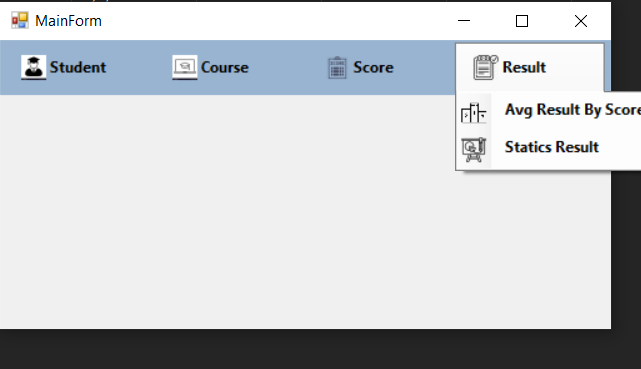 MainForm
Student Course Score Result
Avg Result By Score
Statics Result